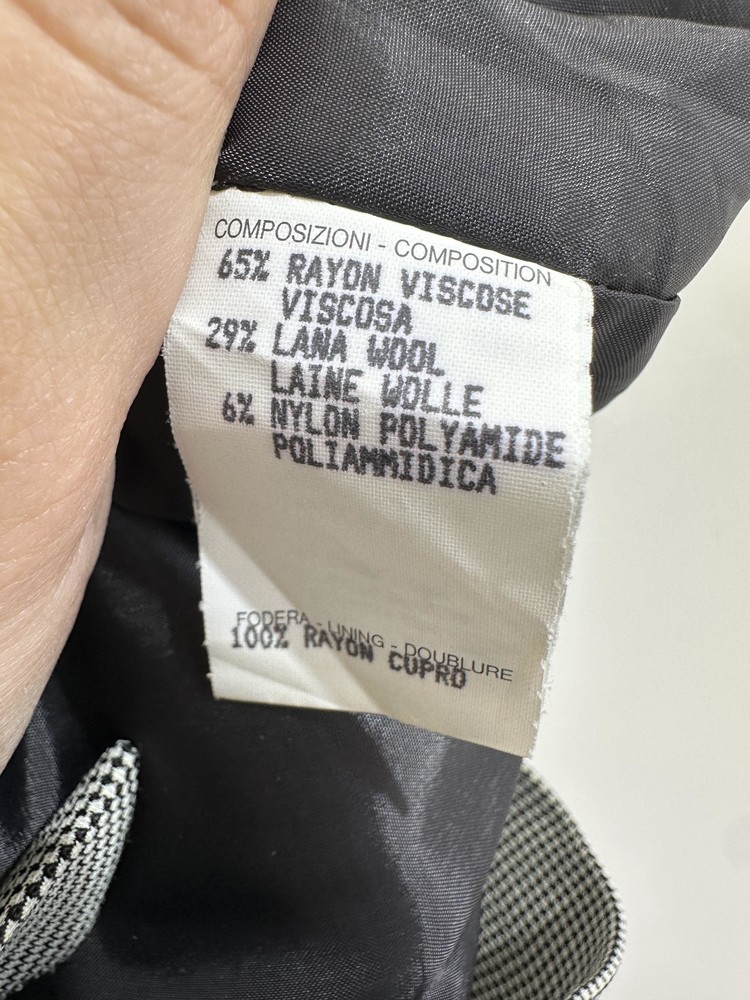 COMPOSIZIONI - COMPOSITION
65% RAYON VISCOSE
VISCOSA
29% LANA WOOL
LAINE WOLLE
6% NYLON POLYAMIDE
POLIAMMIDICA
FODERA - LINING - DOUBLURE
100% RAYON CUPRO